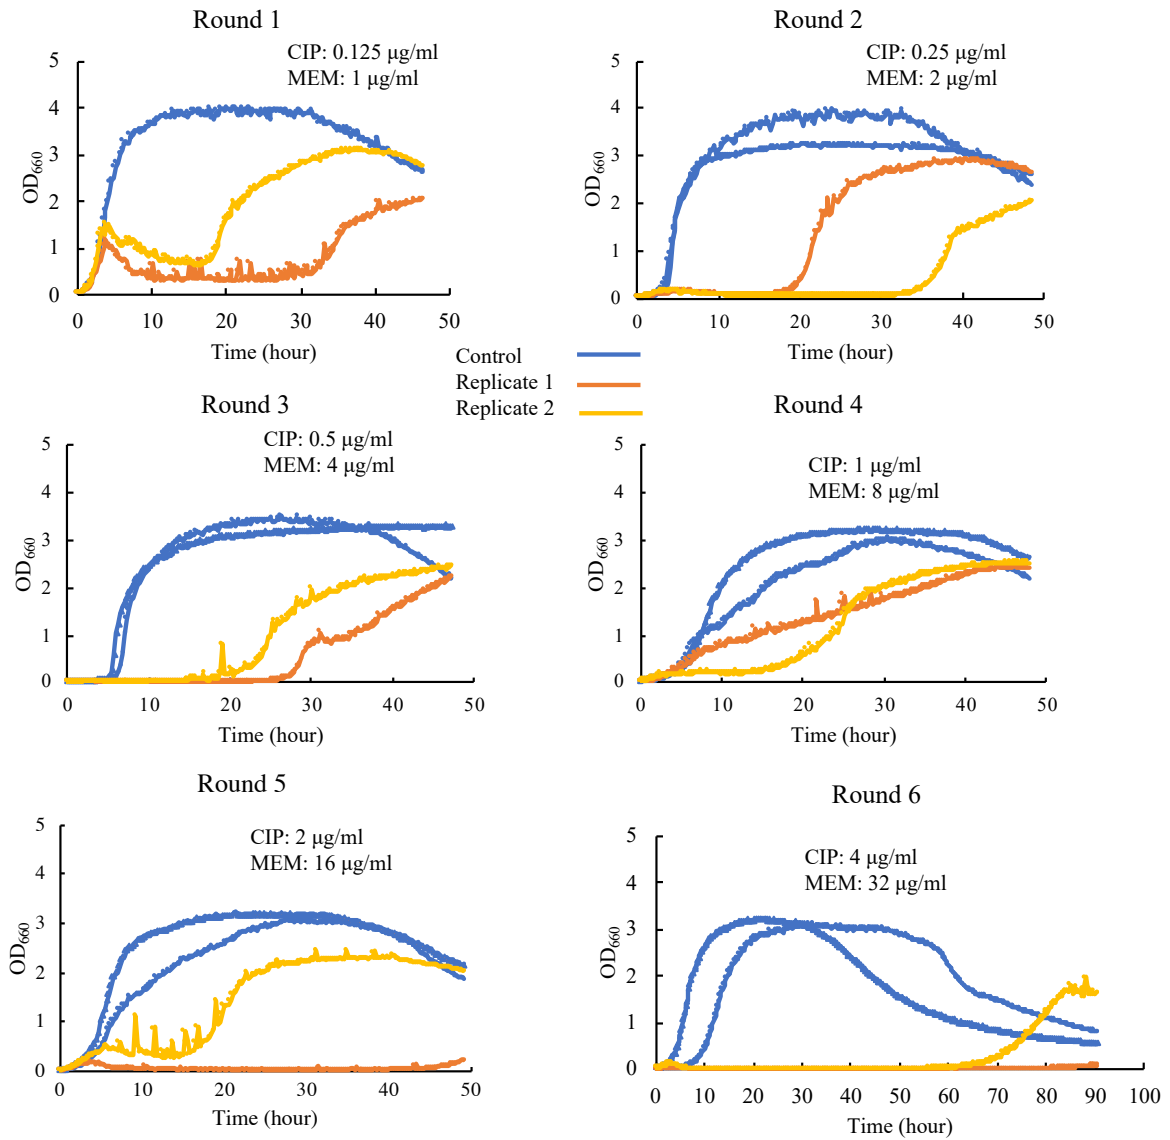 Round 1
CIP: 0.125 μg/ml
MEM: 1 μg/ml
OD660
5
4
3
2
1
0
0 10 20 30 40 50
Time (hour)
Round 2
CIP: 0.25 μg/ml
MEM: 2 μg/ml
OD660
5
4
3
2
1
0
0 10 20 30 40 50
Time (hour)
Control
Replicate 1
Replicate 2
Round 3
CIP: 0.5 μg/ml
MEM: 4 μg/ml
OD660
5
4
3
2
1
0
0 10 20 30 40 50
Time (hour)
Round 4
CIP: 1 μg/ml
MEM: 8 μg/ml
OD660
5
4
3
2
1
0
0 10 20 30 40 50
Time (hour)
Round 5
CIP: 2 μg/ml
MEM: 16 μg/ml
OD660
5
4
3
2
1
0
0 10 20 30 40 50
Time (hour)
Round 6
CIP: 4 μg/ml
MEM: 32 μg/ml
OD660
5
4
3
2
1
0
0 10 20 30 40 50 60 70 80 90 100
Time (hour)